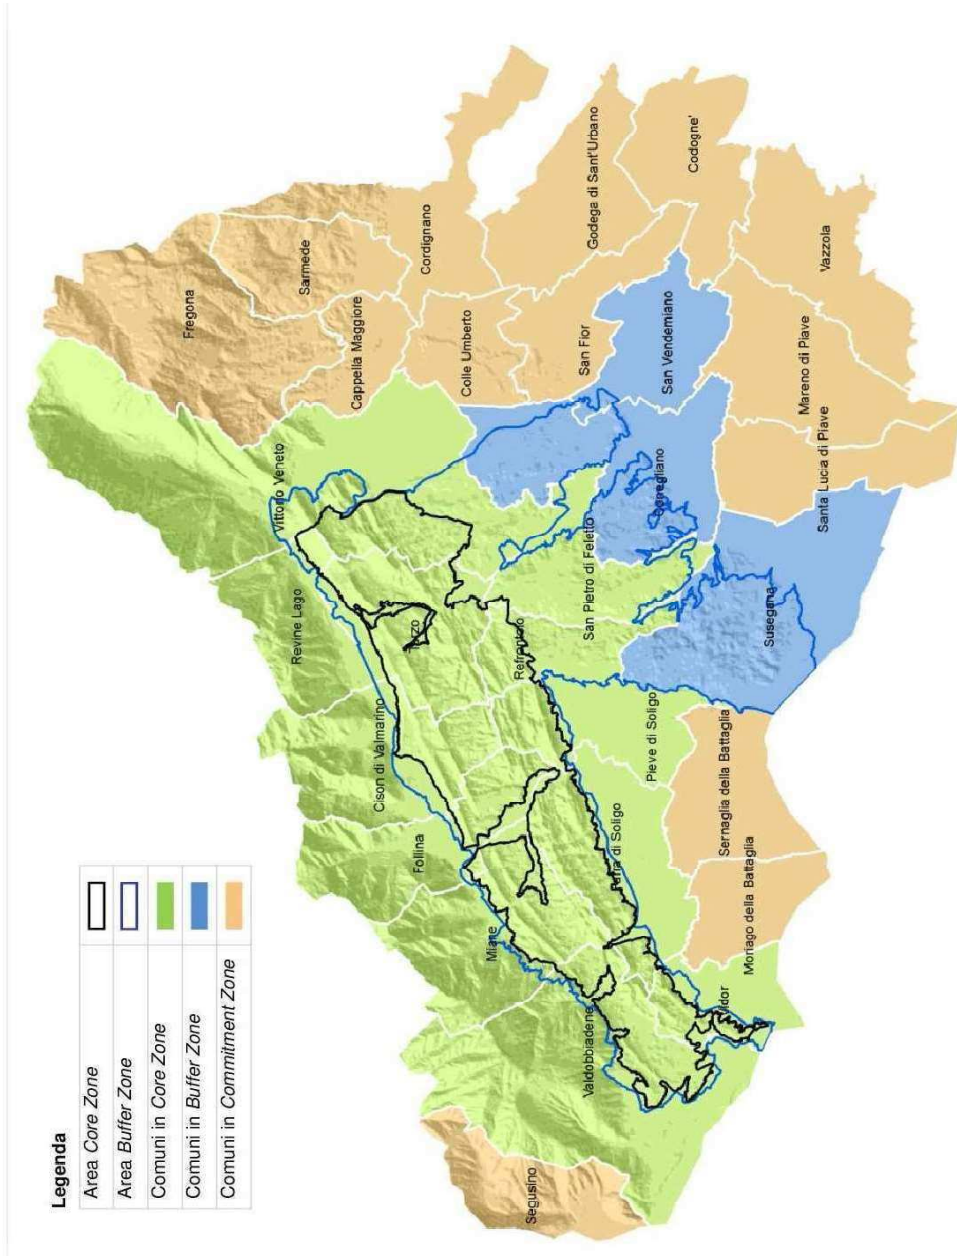 Legenda
Area Core Zone
Area Buffer Zone
Comuni in Core Zone
Comuni in Buffer Zone
Comuni in Commitment Zone
Fregona
Sarmede
Cappella Maggiore
Cordignano
Colle Umberto
Godega di Sant'Urbano
Codogne'
Vittorio Veneto
San Fior
San Vendemiano
Vazzola
Mareno di Piave
Revine Lago
Tarzo
Conegliano
Santa Lucia di Piave
San Pietro di Feletto
Refrontolo
Susegana
Cison di Valmarino
Pieve di Soligo
Follina
Farra di Soligo
Sernaglia della Battaglia
Miane
Moriago della Battaglia
Valdobbiadene
Vidor
Segusino